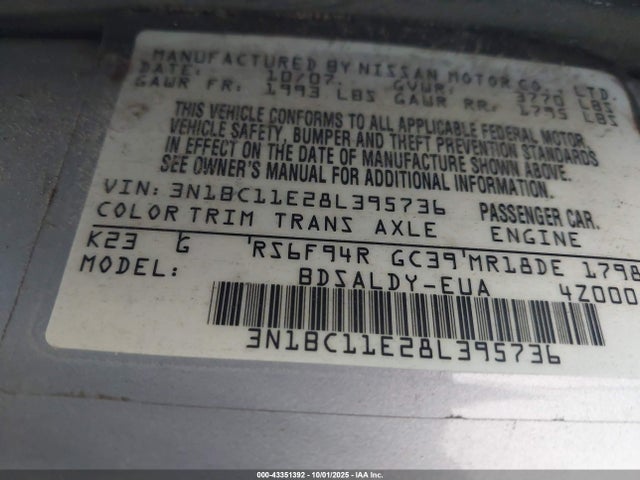 MANUFACTURED BY NISSAN MOTOR CO., LTD.
DATE: 10/07 GVWR: 3770 LBS
GAWR FR: 1993 LBS GAWR RR: 1795 LBS
THIS VEHICLE CONFORMS TO ALL APPLICABLE FEDERAL MOTOR
VEHICLE SAFETY, BUMPER AND THEFT PREVENTION STANDARDS
IN EFFECT ON THE DATE OF MANUFACTURE SHOWN ABOVE.
SEE OWNER'S MANUAL FOR ADDITIONAL INFORMATION
VIN: 3N1BC11E28L395736 PASSENGER CAR.
COLOR TRIM TRANS AXLE ENGINE
K23 G RS6F94R GC39 MR18DE 1798
MODEL: BDSALDY-EUA 4Z000
3N1BC11E28L395736
000-43351392 - 10/01/2025 - IAA Inc.